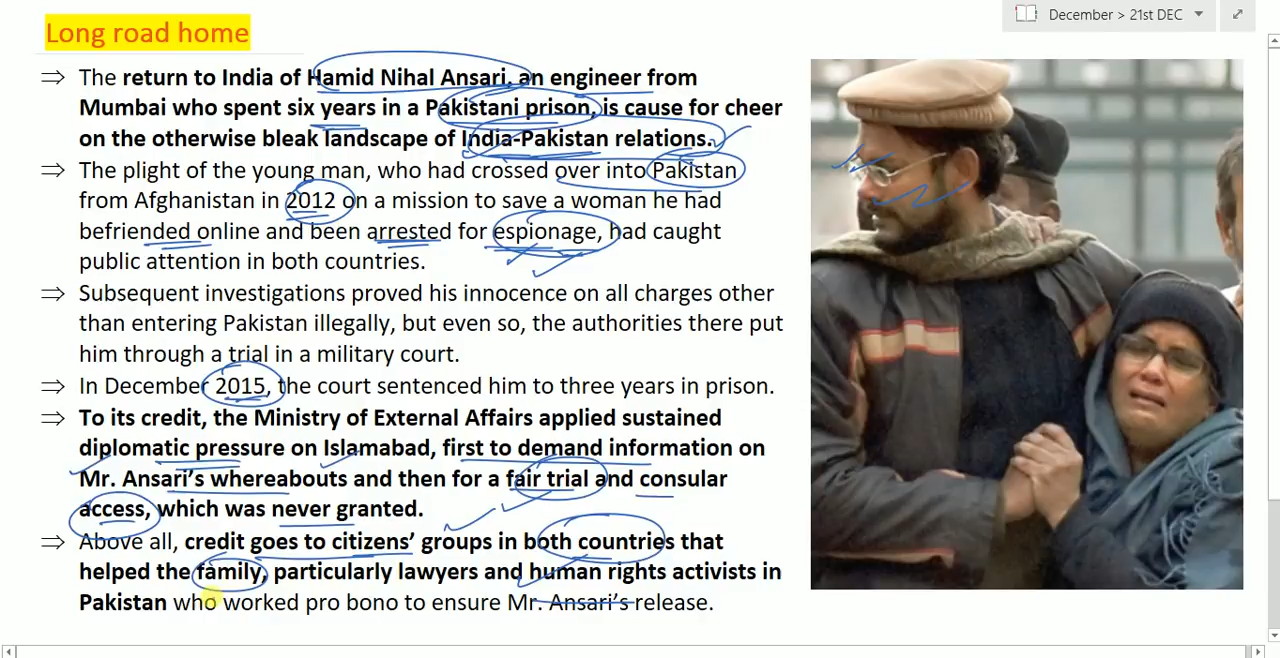 December > 21st DEC
Long road home
⇒ The return to India of Hamid Nihal Ansari, an engineer from
Mumbai who spent six years in a Pakistani prison, is cause for cheer
on the otherwise bleak landscape of India-Pakistan relations.
⇒ The plight of the young man, who had crossed over into Pakistan
from Afghanistan in 2012 on a mission to save a woman he had
befriended online and been arrested for espionage, had caught
public attention in both countries.
⇒ Subsequent investigations proved his innocence on all charges other
than entering Pakistan illegally, but even so, the authorities there put
him through a trial in a military court.
⇒ In December 2015, the court sentenced him to three years in prison.
⇒ To its credit, the Ministry of External Affairs applied sustained
diplomatic pressure on Islamabad, first to demand information on
Mr. Ansari's whereabouts and then for a fair trial and consular
access, which was never granted.
⇒ Above all, credit goes to citizens' groups in both countries that
helped the family, particularly lawyers and human rights activists in
Pakistan who worked pro bono to ensure Mr. Ansari's release.